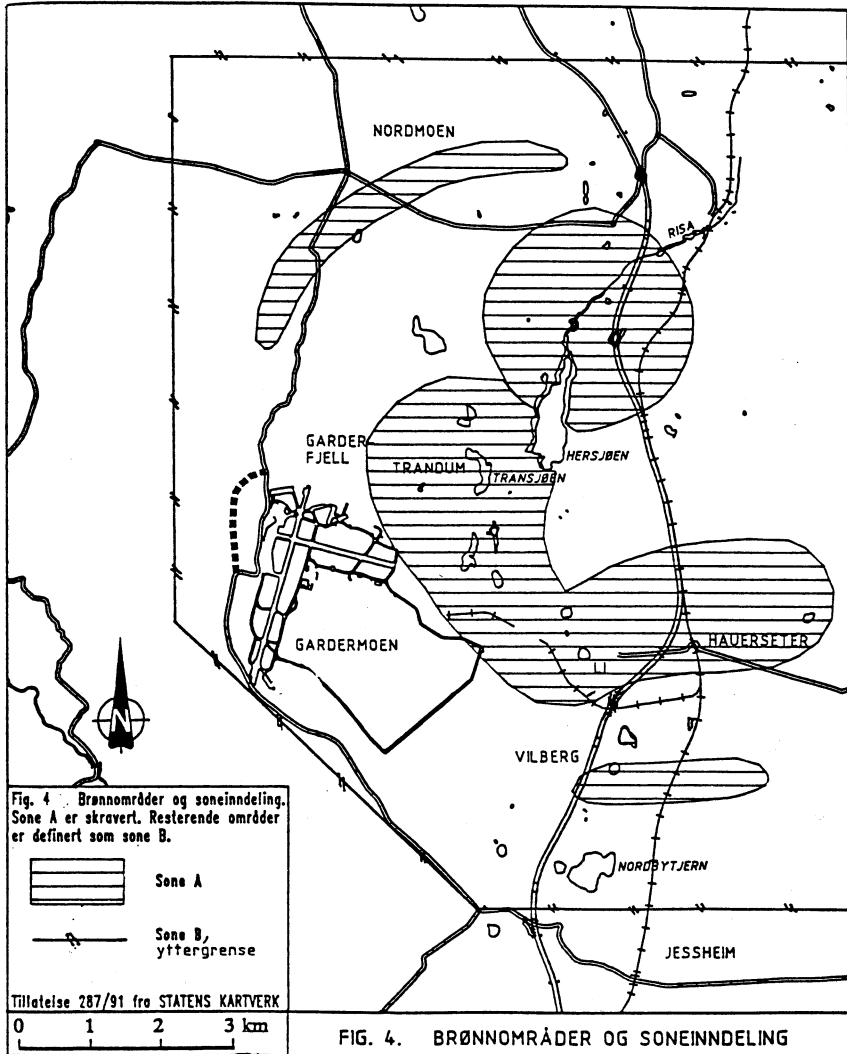 NORDMOEN
RISA
GARDER
FJELL
TRANDUM
TRANSJØEN
HERSJØEN
GARDERMOEN
HAUERSETER
VILBERG
N
NORDBYTJERN
JESSHEIM
Fig. 4 Brønnområder og soneinndeling.
Sone A er skravert. Resterende områder
er definert som sone B.
Sone A
Sone B,
yttergrense
Tillatelse 287/91 fra STATENS KARTVERK
0 1 2 3 km
FIG. 4. BRØNNOMRÅDER OG SONEINNDELING